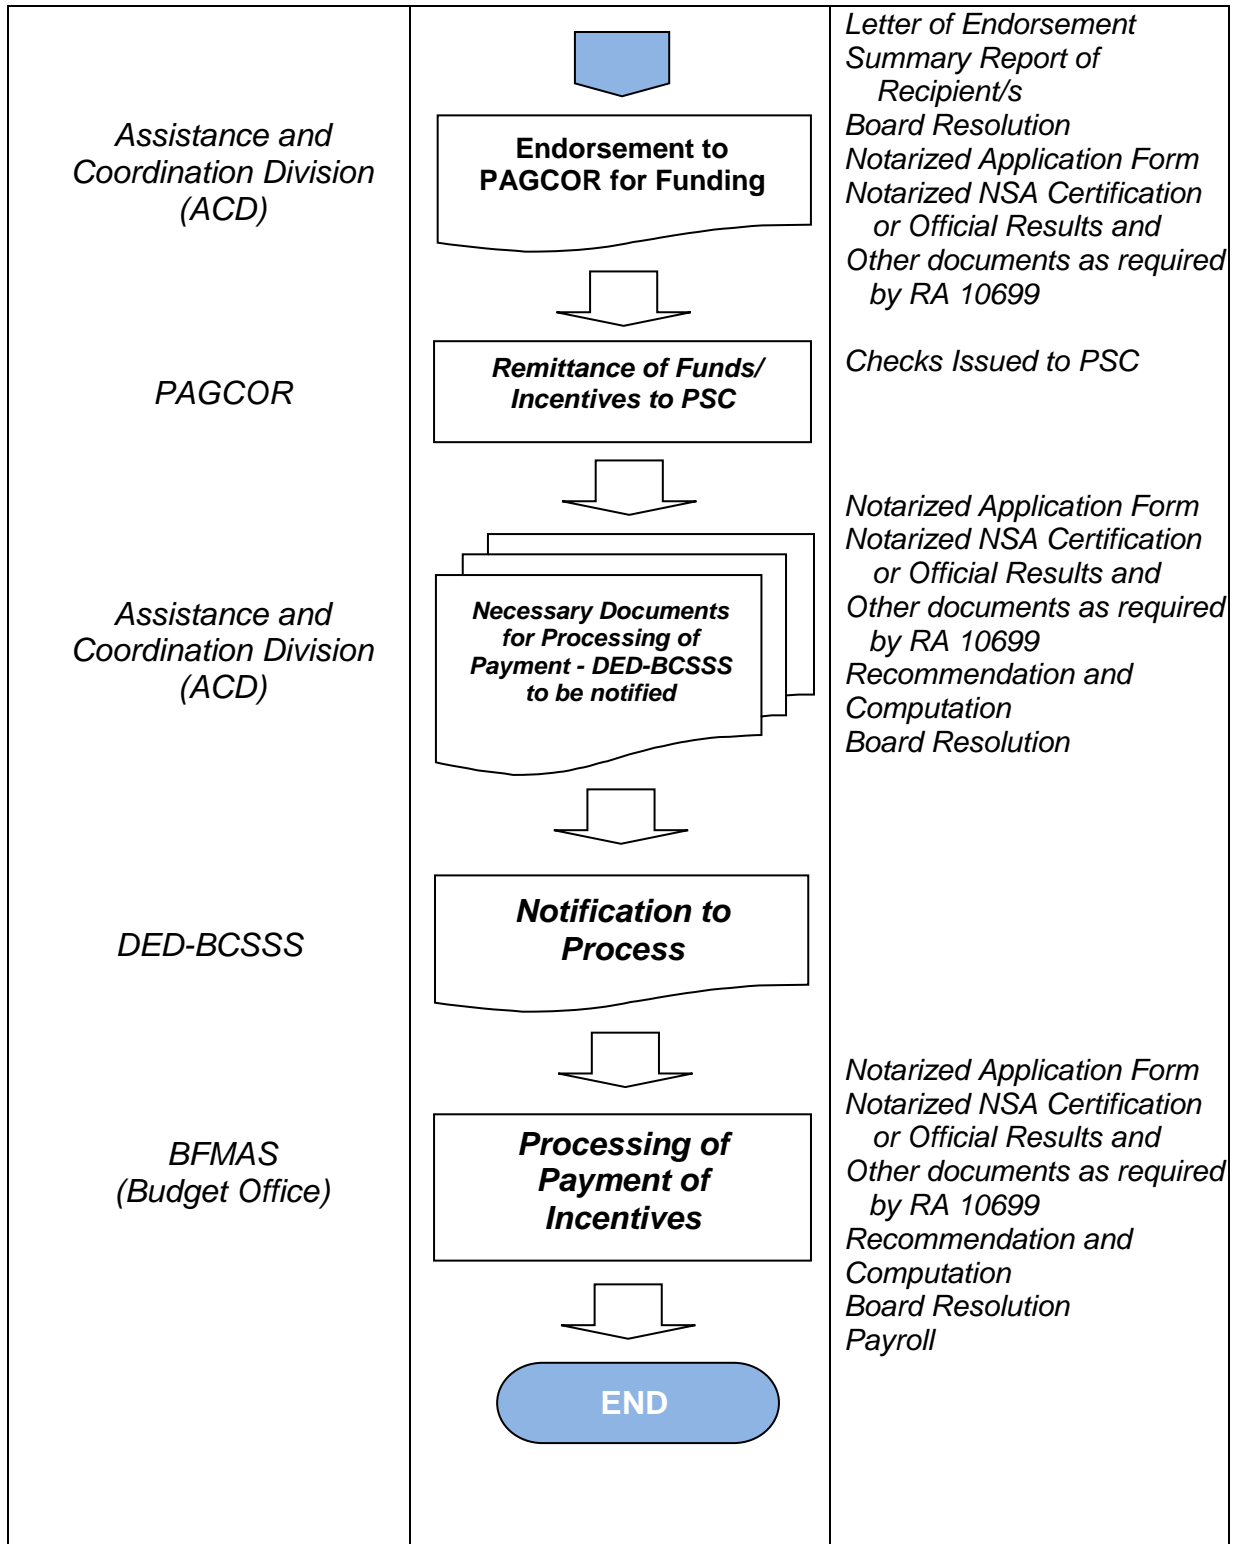 Letter of Endorsement
Summary Report of
Recipient/s
Board Resolution
Notarized Application Form
Notarized NSA Certification
or Official Results and
Other documents as required
by RA 10699
Assistance and
Coordination Division
(ACD)
Endorsement to
PAGCOR for Funding
PAGCOR
Remittance of Funds/
Incentives to PSC
Checks Issued to PSC
Assistance and
Coordination Division
(ACD)
Necessary Documents
for Processing of
Payment - DED-BCSSS
to be notified
Notarized Application Form
Notarized NSA Certification
or Official Results and
Other documents as required
by RA 10699
Recommendation and
Computation
Board Resolution
DED-BCSSS
Notification to
Process
BFMAS
(Budget Office)
Processing of
Payment of
Incentives
Notarized Application Form
Notarized NSA Certification
or Official Results and
Other documents as required
by RA 10699
Recommendation and
Computation
Board Resolution
Payroll
END